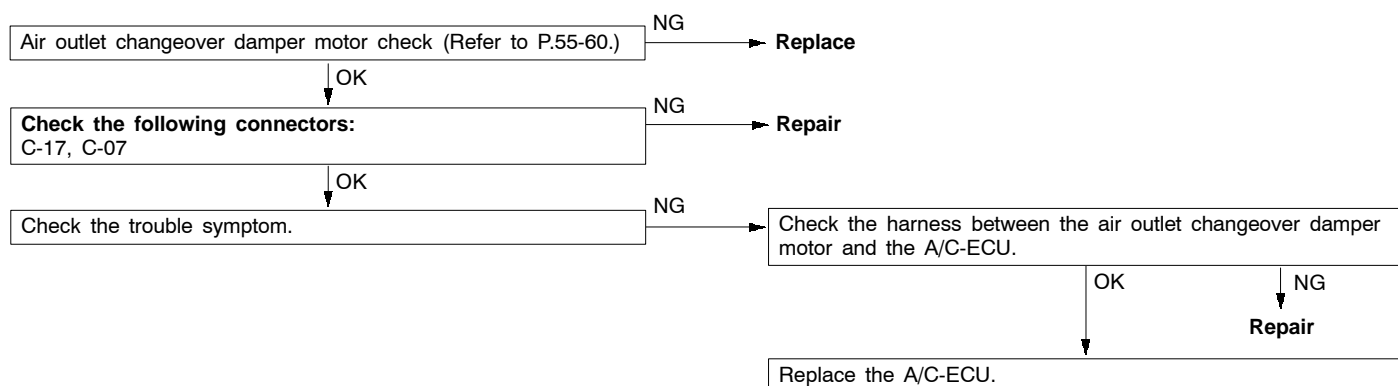 NG
Air outlet changeover damper motor check (Refer to P.55-60.)
Replace
OK
NG
Check the following connectors:
C-17, C-07
Repair
OK
NG
Check the trouble symptom.
Check the harness between the air outlet changeover damper
motor and the A/C-ECU.
OK
NG
Repair
Replace the A/C-ECU.